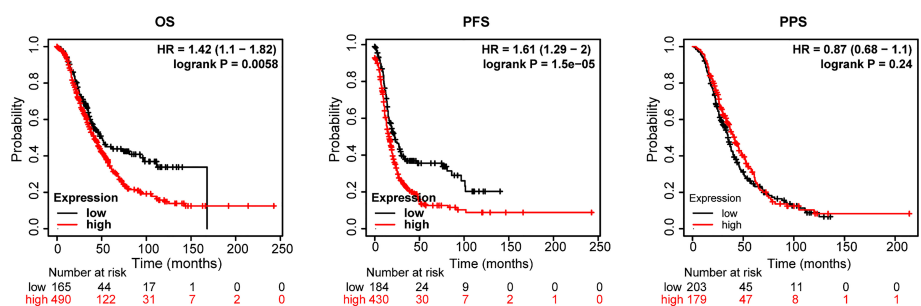 OS
HR = 1.42 (1.1 − 1.82)
logrank P = 0.0058
Probability
1.0
0.8
0.6
0.4
0.2
0.0
Expression
low
high
0 50 100 150 200 250
Time (months)
Number at risk
low 165 44 17 1 0 0
high 490 122 31 7 2 0
PFS
HR = 1.61 (1.29 − 2)
logrank P = 1.5e−05
Probability
1.0
0.8
0.6
0.4
0.2
0.0
Expression
low
high
0 50 100 150 200 250
Time (months)
Number at risk
low 184 24 9 0 0 0
high 430 30 7 2 1 0
PPS
HR = 0.87 (0.68 − 1.1)
logrank P = 0.24
Probability
1.0
0.8
0.6
0.4
0.2
0.0
Expression
low
high
0 50 100 150 200
Time (months)
Number at risk
low 203 45 11 0 0
high 179 47 8 1 1